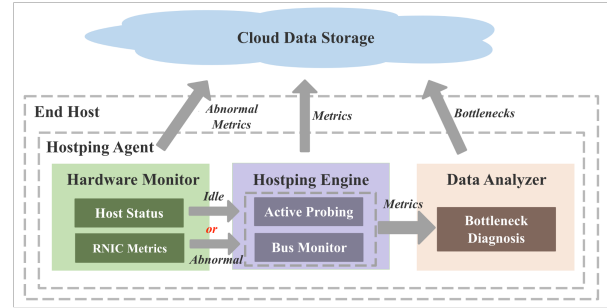 Cloud Data Storage
Abnormal
Metrics
Metrics
Bottlenecks
End Host
Hostping Agent
Hardware Monitor
Hostping Engine
Data Analyzer
Host Status
RNIC Metrics
Idle
or
Abnormal
Active Probing
Bus Monitor
Metrics
Bottleneck
Diagnosis